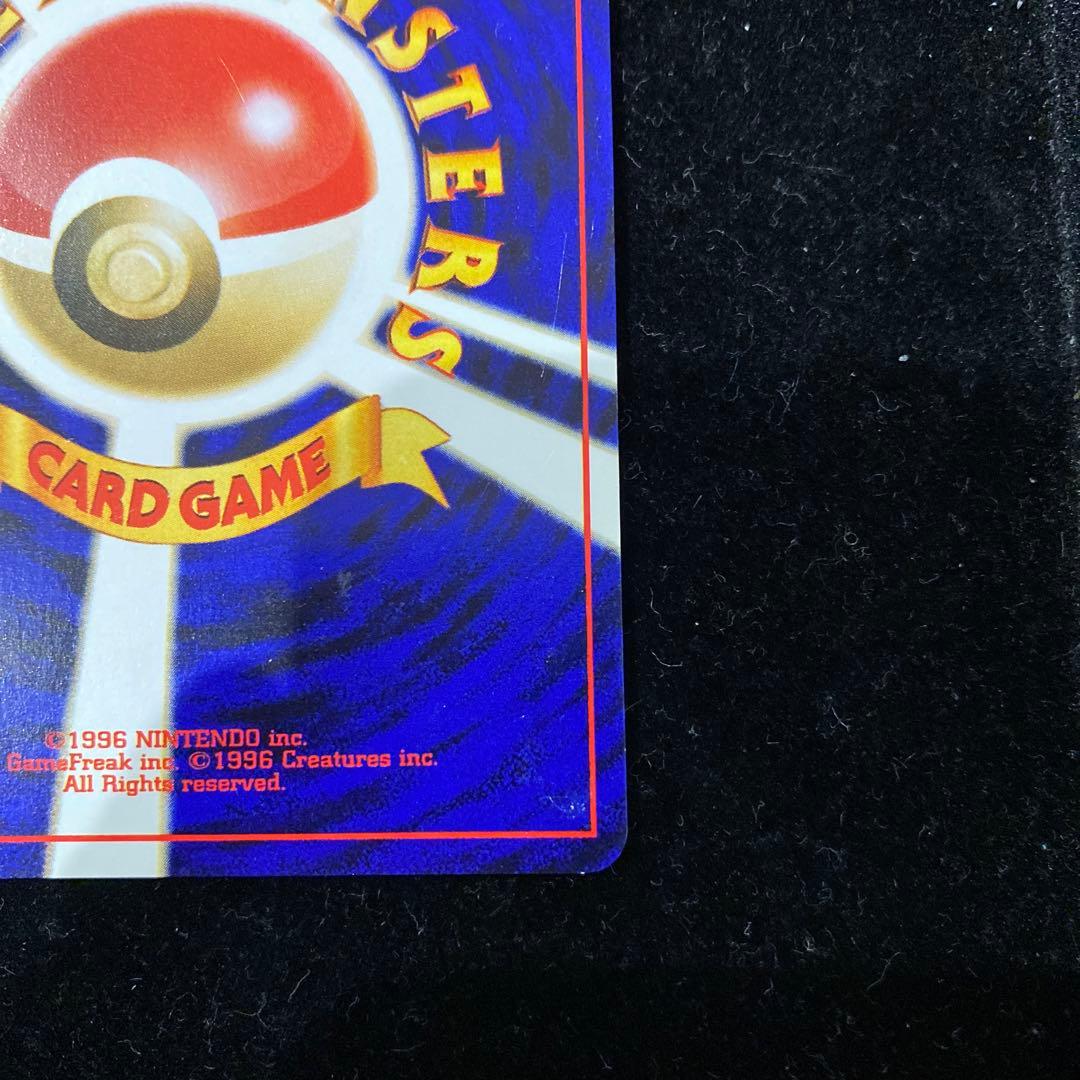 STERS
CARD GAME
©1996 NINTENDO inc.
GameFreak inc. ©1996 Creatures inc.
All Rights reserved.